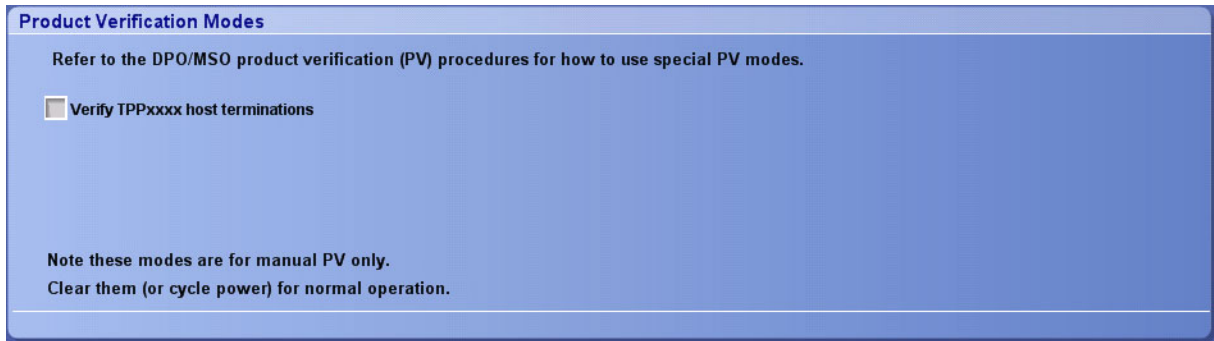 Product Verification Modes
Refer to the DPO/MSO product verification (PV) procedures for how to use special PV modes.
Verify TPPxxxx host terminations
Note these modes are for manual PV only.
Clear them (or cycle power) for normal operation.